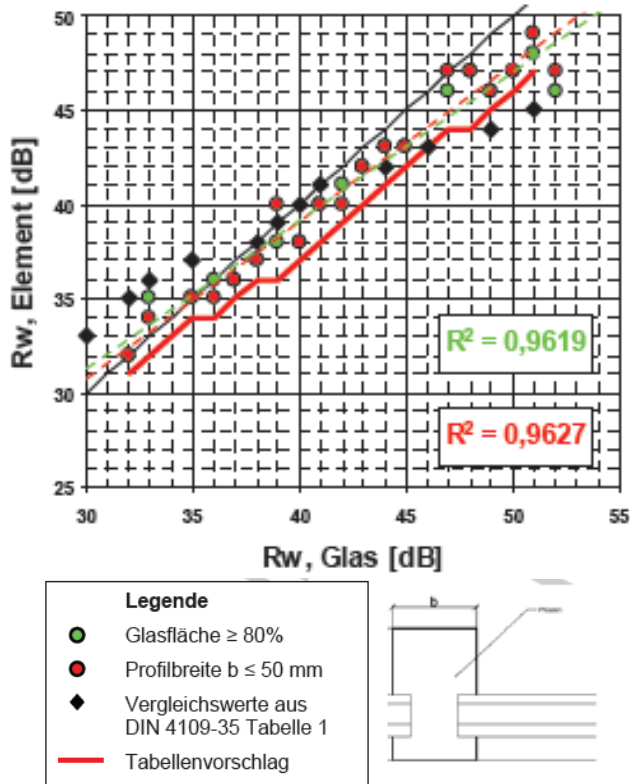 50
45
40
35
30
25
Rw, Element [dB]
R² = 0,9619
R² = 0,9627
30 35 40 45 50 55
Rw, Glas [dB]
Legende
Glasfläche ≥ 80%
Profilbreite b ≤ 50 mm
Vergleichswerte aus
DIN 4109-35 Tabelle 1
Tabellenvorschlag
b